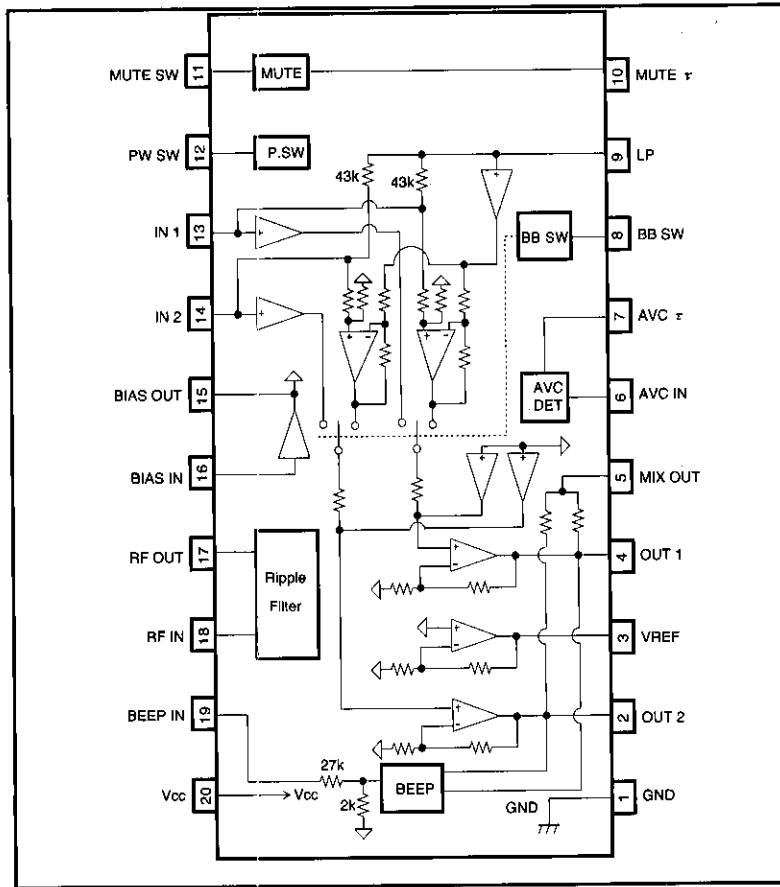 MUTE SW 11 MUTE 10 MUTE τ
PW SW 12 P.SW 9 LP
43k 43k
IN 1 13 BB SW 8 BB SW
IN 2 14 7 AVC τ
BIAS OUT 15 AVC DET 6 AVC IN
BIAS IN 16 5 MIX OUT
RF OUT 17 4 OUT 1
Ripple Filter
RF IN 18 3 VREF
BEEP IN 19 2 OUT 2
27k
BEEP
Vcc 20 Vcc 2k GND 1 GND
+ + + − + − + + + + − + − + −